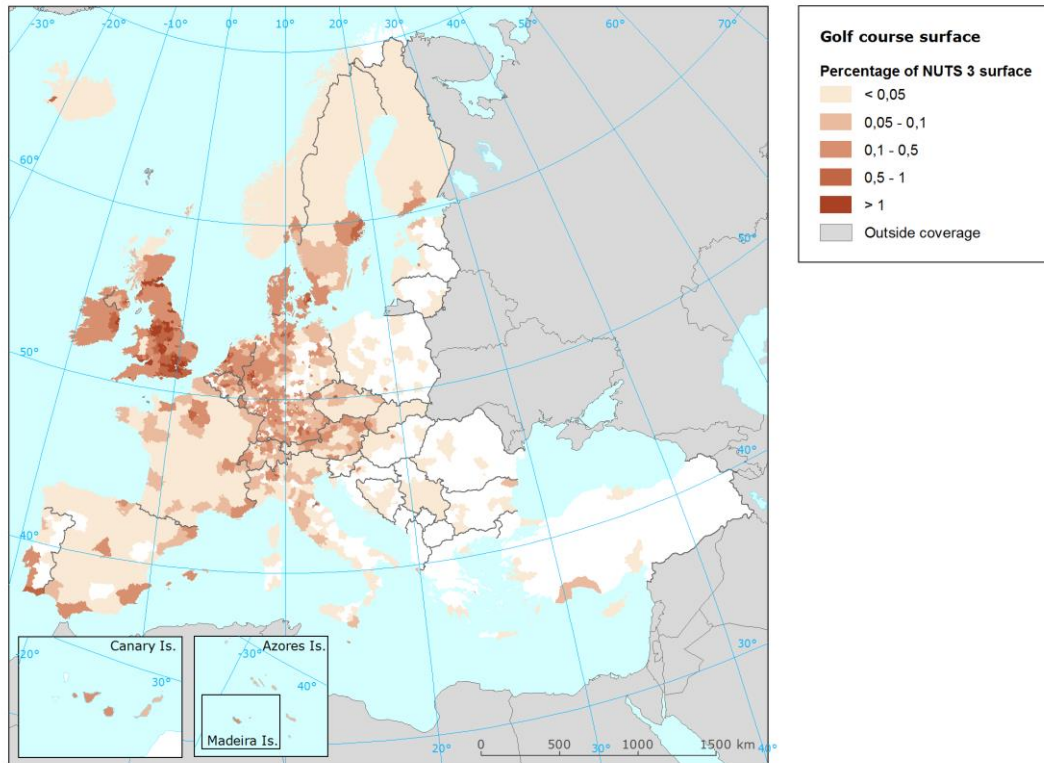 -30°
-20°
-10°
0°
10°
20°
30°
40°
50°
60°
70°
60°
60°
50°
50°
40°
40°
30°
Canary Is.
Azores Is.
-20°
30°
-30°
40°
Madeira Is.
20°
30°
40°
0 500 1000 1500 km
Golf course surface
Percentage of NUTS 3 surface
< 0,05
0,05 - 0,1
0,1 - 0,5
0,5 - 1
> 1
Outside coverage